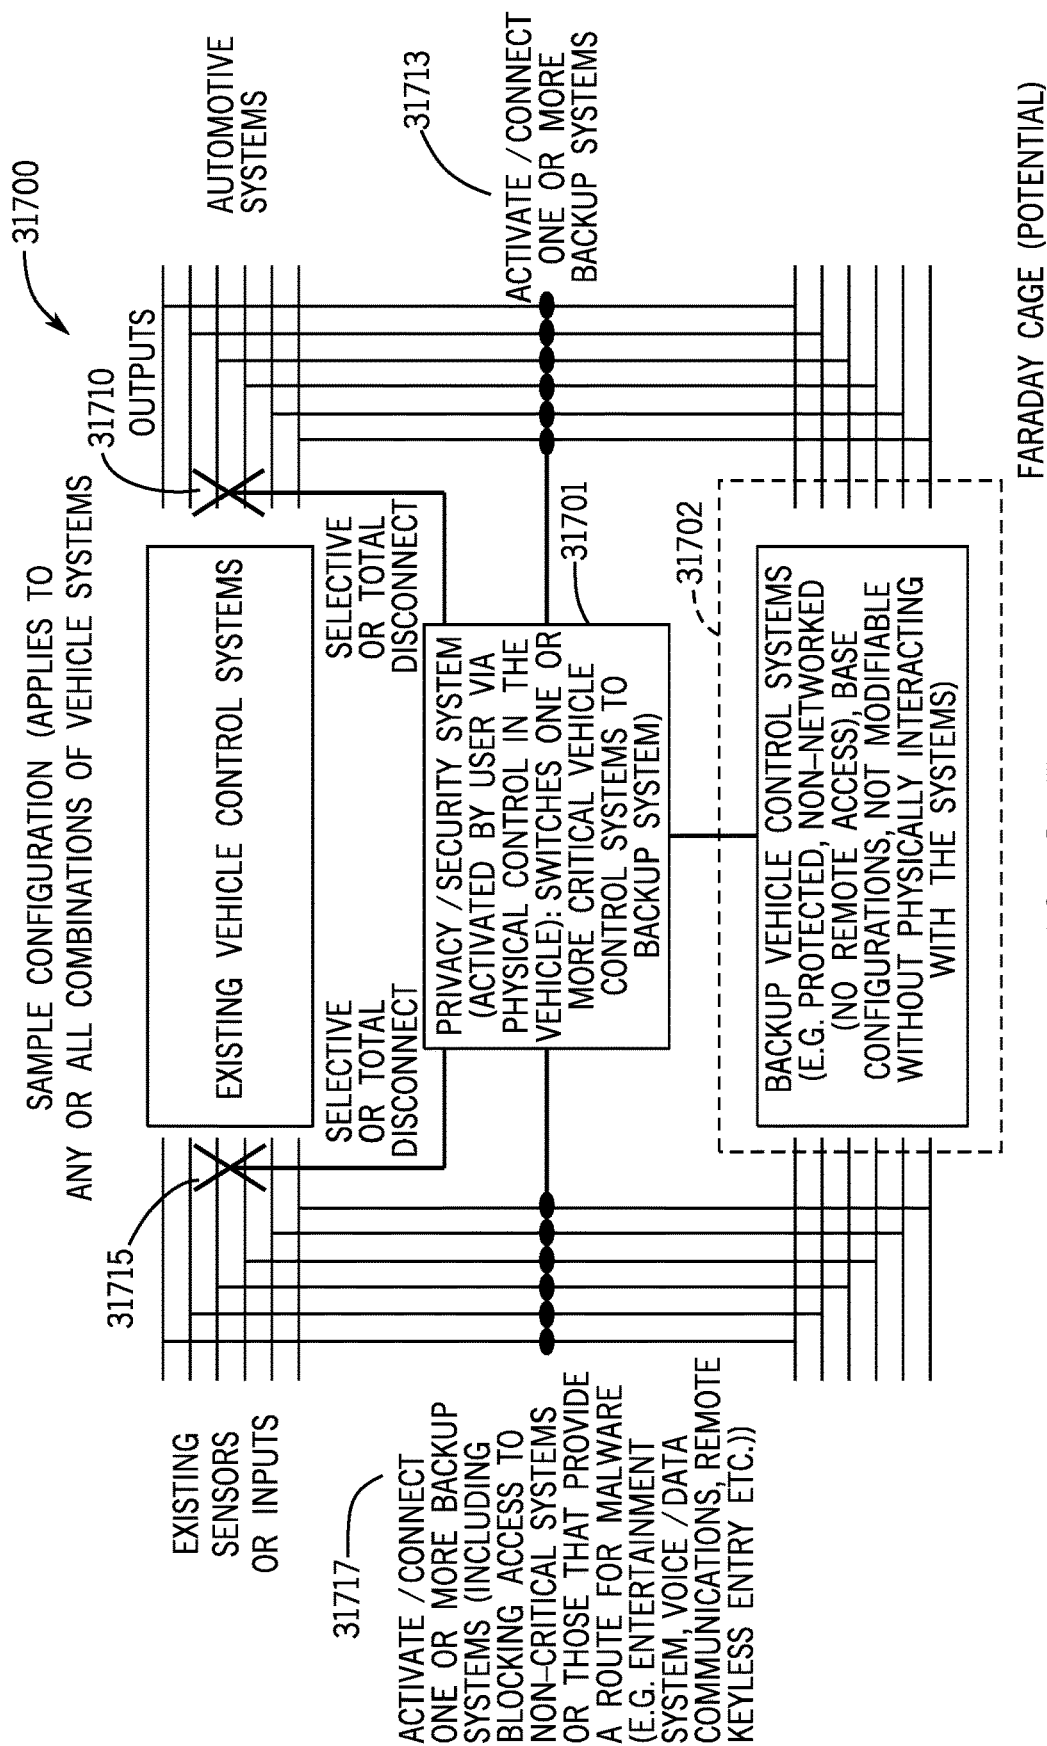 31700
SAMPLE CONFIGURATION (APPLIES TO
ANY OR ALL COMBINATIONS OF VEHICLE SYSTEMS
31715
31710
OUTPUTS
EXISTING
SENSORS
OR INPUTS
EXISTING VEHICLE CONTROL SYSTEMS
AUTOMOTIVE
SYSTEMS
SELECTIVE
OR TOTAL
DISCONNECT
SELECTIVE
OR TOTAL
DISCONNECT
31717
ACTIVATE /CONNECT
ONE OR MORE BACKUP
SYSTEMS (INCLUDING
BLOCKING ACCESS TO
NON–CRITICAL SYSTEMS
OR THOSE THAT PROVIDE
A ROUTE FOR MALWARE
(E.G. ENTERTAINMENT
SYSTEM, VOICE /DATA
COMMUNICATIONS, REMOTE
KEYLESS ENTRY ETC.))
PRIVACY /SECURITY SYSTEM
(ACTIVATED BY USER VIA
PHYSICAL CONTROL IN THE
VEHICLE): SWITCHES ONE OR
MORE CRITICAL VEHICLE
CONTROL SYSTEMS TO
BACKUP SYSTEM)
31701
31713
ACTIVATE /CONNECT
ONE OR MORE
BACKUP SYSTEMS
31702
BACKUP VEHICLE CONTROL SYSTEMS
(E.G. PROTECTED, NON–NETWORKED
(NO REMOTE ACCESS), BASE
CONFIGURATIONS, NOT MODIFIABLE
WITHOUT PHYSICALLY INTERACTING
WITH THE SYSTEMS)
FARADAY CAGE (POTENTIAL)